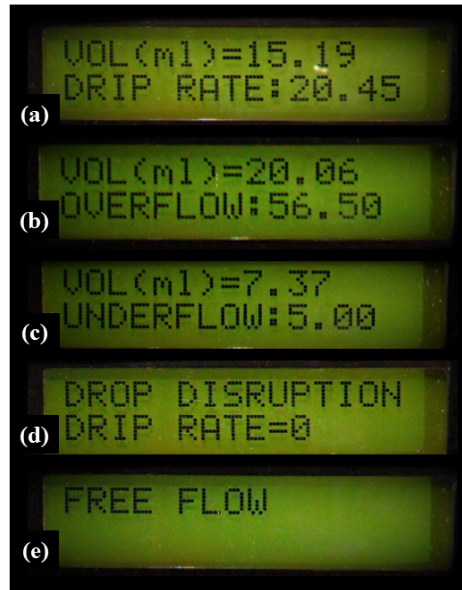 VOL(ml)=15.19
DRIP RATE:20.45
(a)
VOL(ml)=20.06
OVERFLOW:56.50
(b)
VOL(ml)=7.37
UNDERFLOW:5.00
(c)
DROP DISRUPTION
DRIP RATE=0
(d)
FREE FLOW
(e)